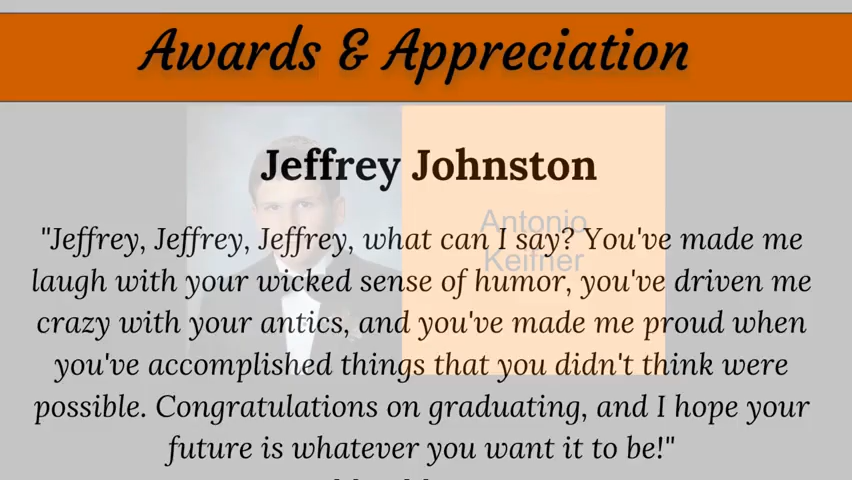 Awards & Appreciation
Jeffrey Johnston
Antonio
Keifner
"Jeffrey, Jeffrey, Jeffrey, what can I say? You've made me
laugh with your wicked sense of humor, you've driven me
crazy with your antics, and you've made me proud when
you've accomplished things that you didn't think were
possible. Congratulations on graduating, and I hope your
future is whatever you want it to be!"